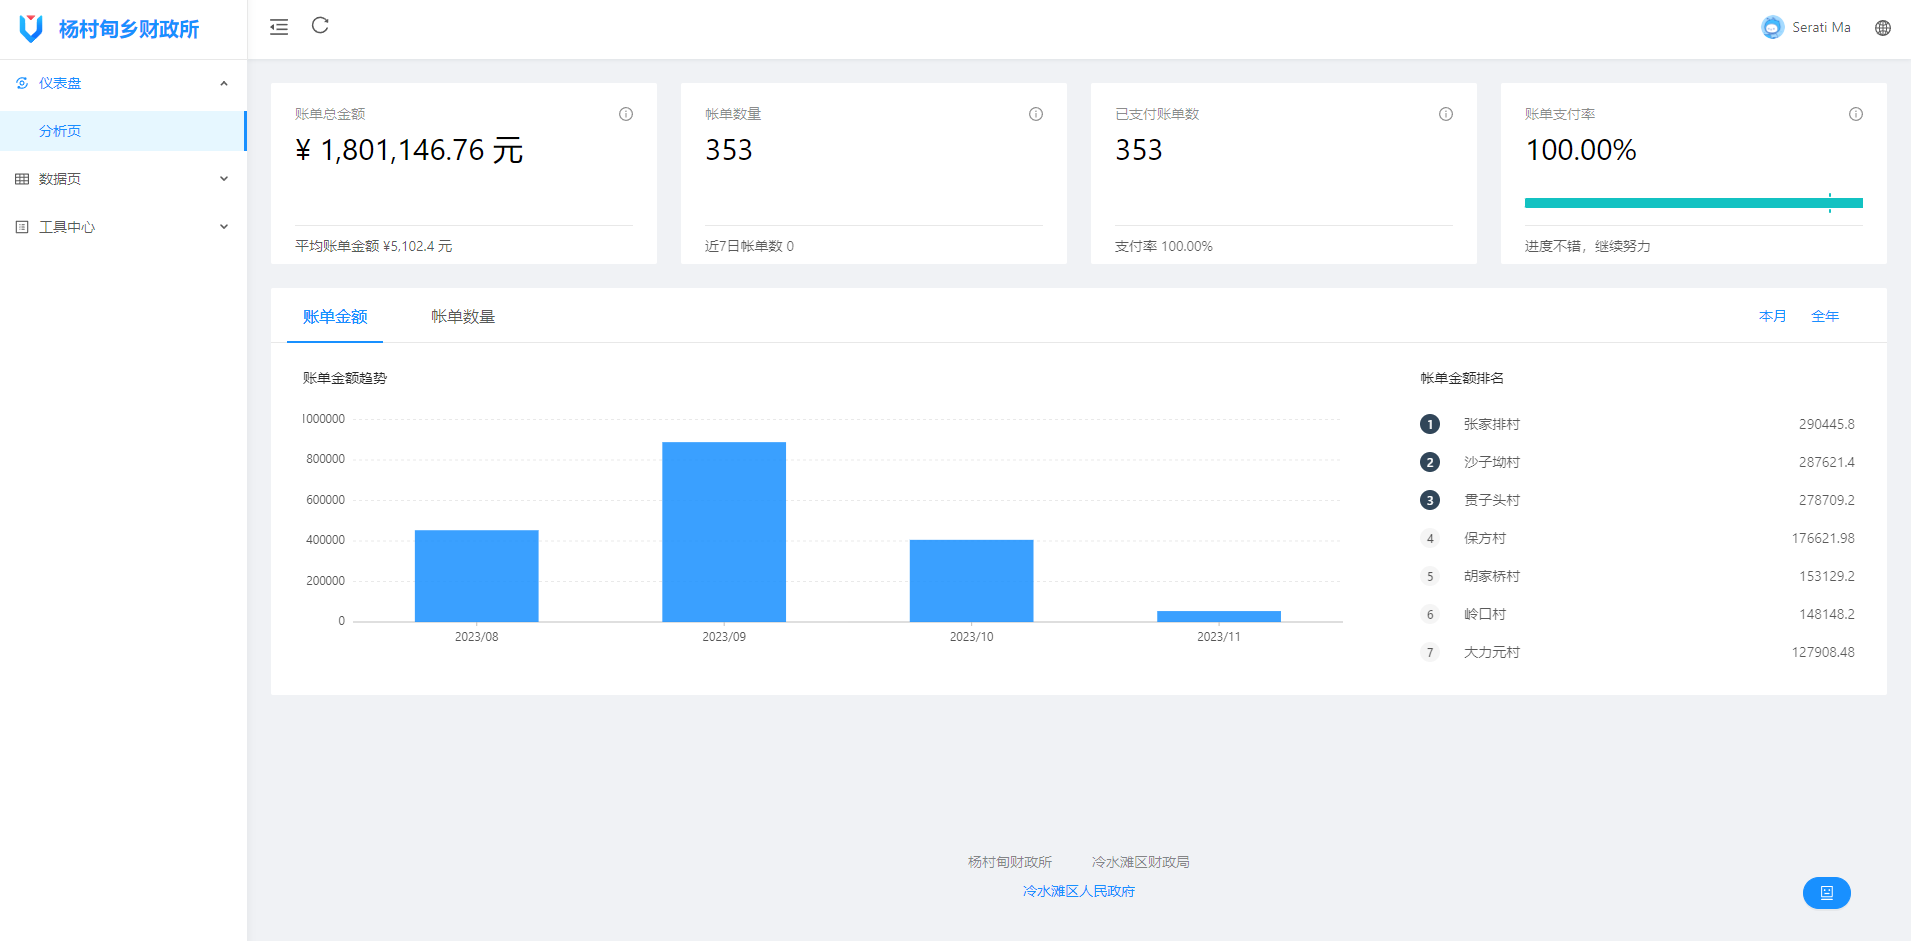 杨村甸乡财政所
Serati Ma
仪表盘
分析页
数据页
工具中心
账单总金额
¥ 1,801,146.76 元
平均账单金额 ¥5,102.4 元
帐单数量
353
近7日帐单数 0
已支付账单数
353
支付率 100.00%
账单支付率
100.00%
进度不错，继续努力
账单金额 帐单数量
本月 全年
账单金额趋势
1000000
800000
600000
400000
200000
0
2023/08 2023/09 2023/10 2023/11
帐单金额排名
1 张家排村 290445.8
2 沙子坳村 287621.4
3 贯子头村 278709.2
4 保方村 176621.98
5 胡家桥村 153129.2
6 岭口村 148148.2
7 大力元村 127908.48
杨村甸财政所 冷水滩区财政局
冷水滩区人民政府